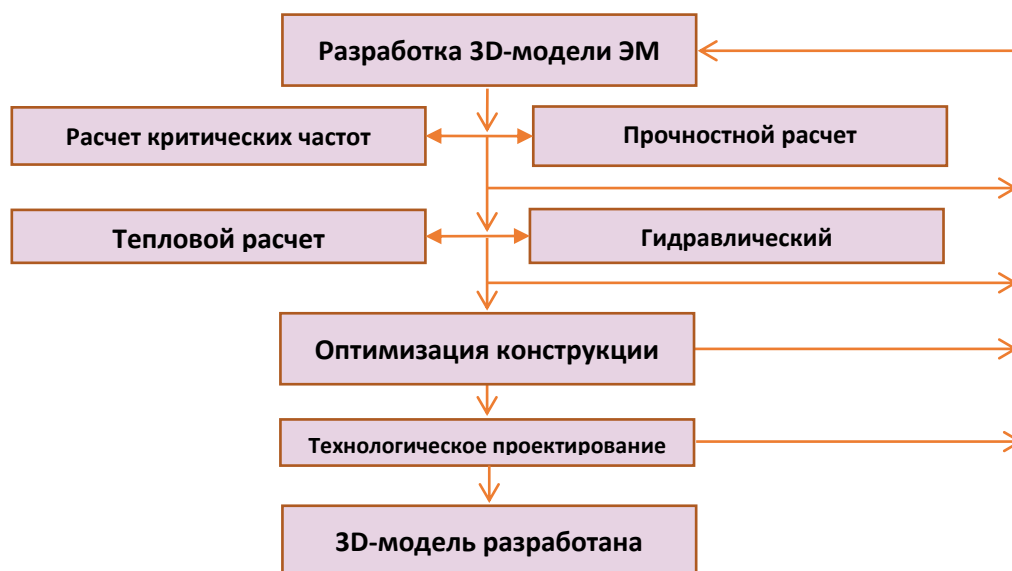 Разработка 3D-модели ЭМ
Расчет критических частот
Прочностной расчет
Тепловой расчет
Гидравлический
Оптимизация конструкции
Технологическое проектирование
3D-модель разработана